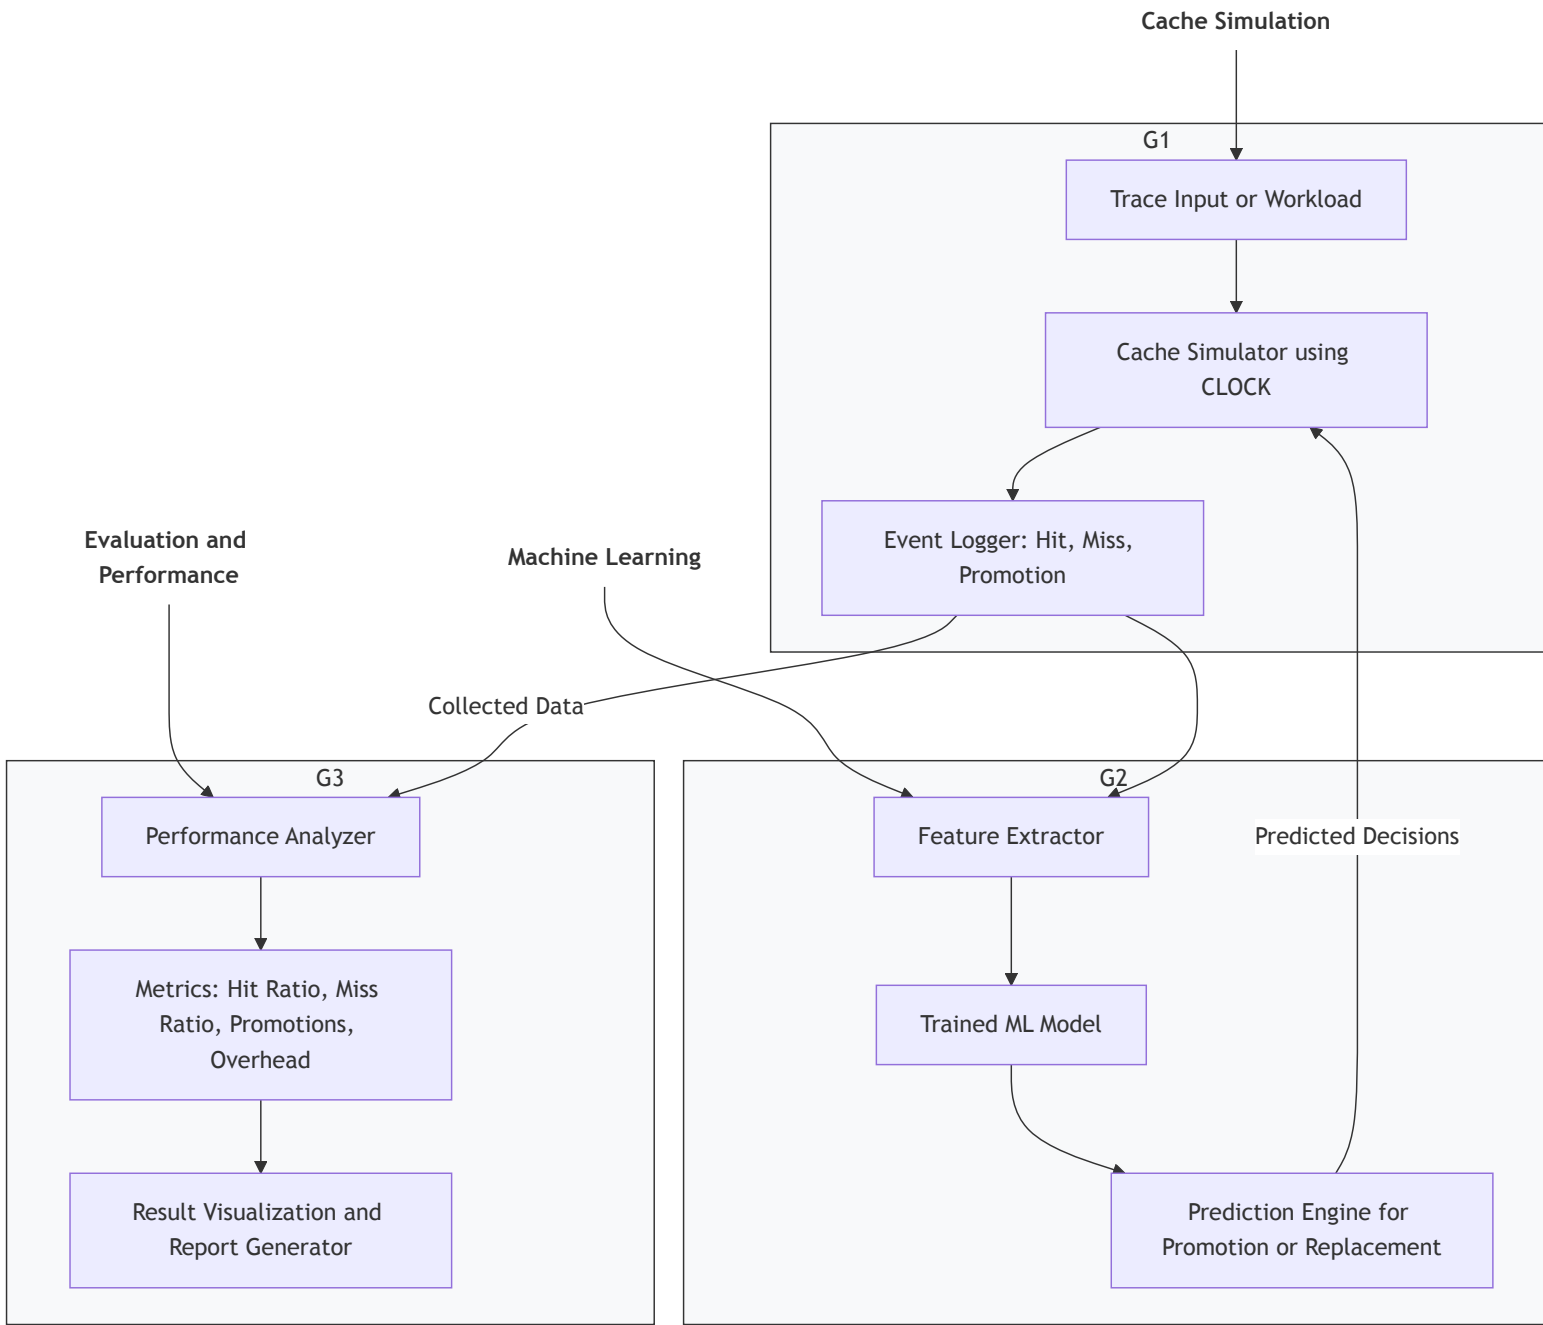 Cache Simulation
G1
Trace Input or Workload
Cache Simulator using
CLOCK
Event Logger: Hit, Miss,
Promotion
Evaluation and
Performance
Machine Learning
Collected Data
G3
Performance Analyzer
Metrics: Hit Ratio, Miss
Ratio, Promotions,
Overhead
Result Visualization and
Report Generator
G2
Feature Extractor
Predicted Decisions
Trained ML Model
Prediction Engine for
Promotion or Replacement